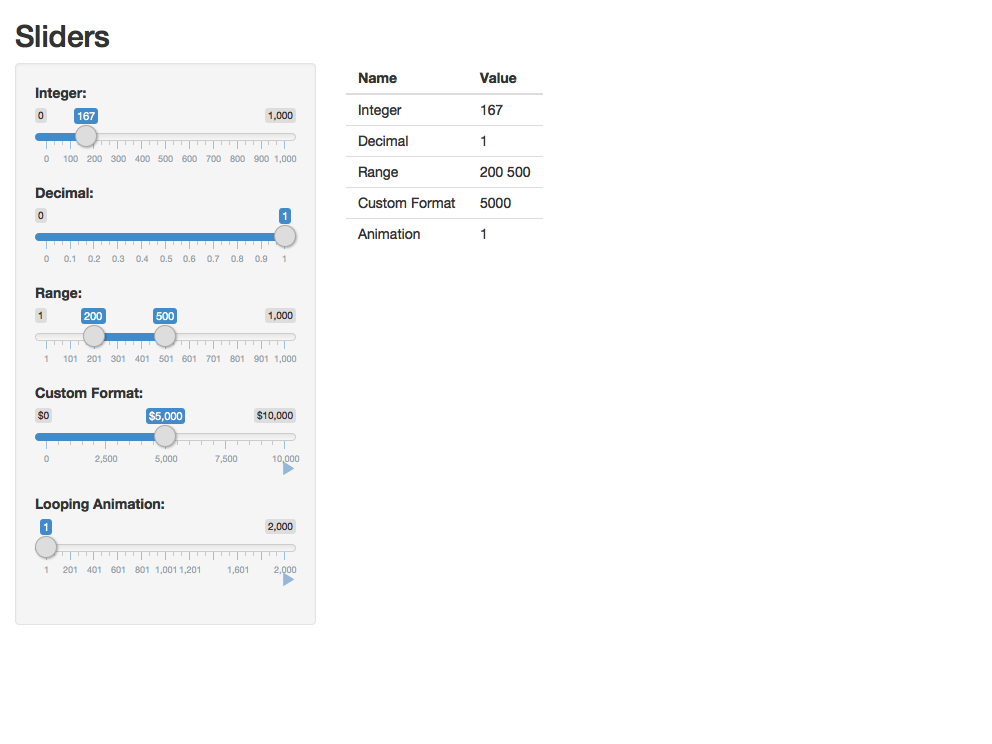 Sliders
Integer:
0 167 1,000
0 100 200 300 400 500 600 700 800 900 1,000
Decimal:
0 1
0 0.1 0.2 0.3 0.4 0.5 0.6 0.7 0.8 0.9 1
Range:
1 200 500 1,000
1 101 201 301 401 501 601 701 801 901 1,000
Custom Format:
$0 $5,000 $10,000
0 2,500 5,000 7,500 10,000
Looping Animation:
1 2,000
1 201 401 601 801 1,001 1,201 1,601 2,000
Name Value
Integer 167
Decimal 1
Range 200 500
Custom Format 5000
Animation 1